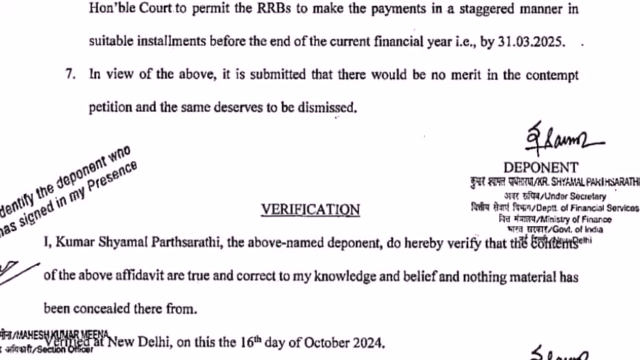 Hon'ble Court to permit the RRBs to make the payments in a staggered manner in
suitable installments before the end of the current financial year i.e., by 31.03.2025.
7. In view of the above, it is submitted that there would be no merit in the contempt
petition and the same deserves to be dismissed.
dentify the deponent who
has signed in my Presence
DEPONENT
SHYAMAL
/Under Secretary
/Deptt. of Financial Services
वित्त मंत्रालय/Ministry of Finance
भारत सरकार/Govt. of India
VERIFICATION
I, Kumar Shyamal Parthsarathi, the above-named deponent, do hereby verify that the contents
of the above affidavit are true and correct to my knowledge and belief and nothing material has
been concealed there from.
/MAHESH KUMAR MEENA
Verified at New Delhi, on this the 16th day of October 2024.
/Section Officer